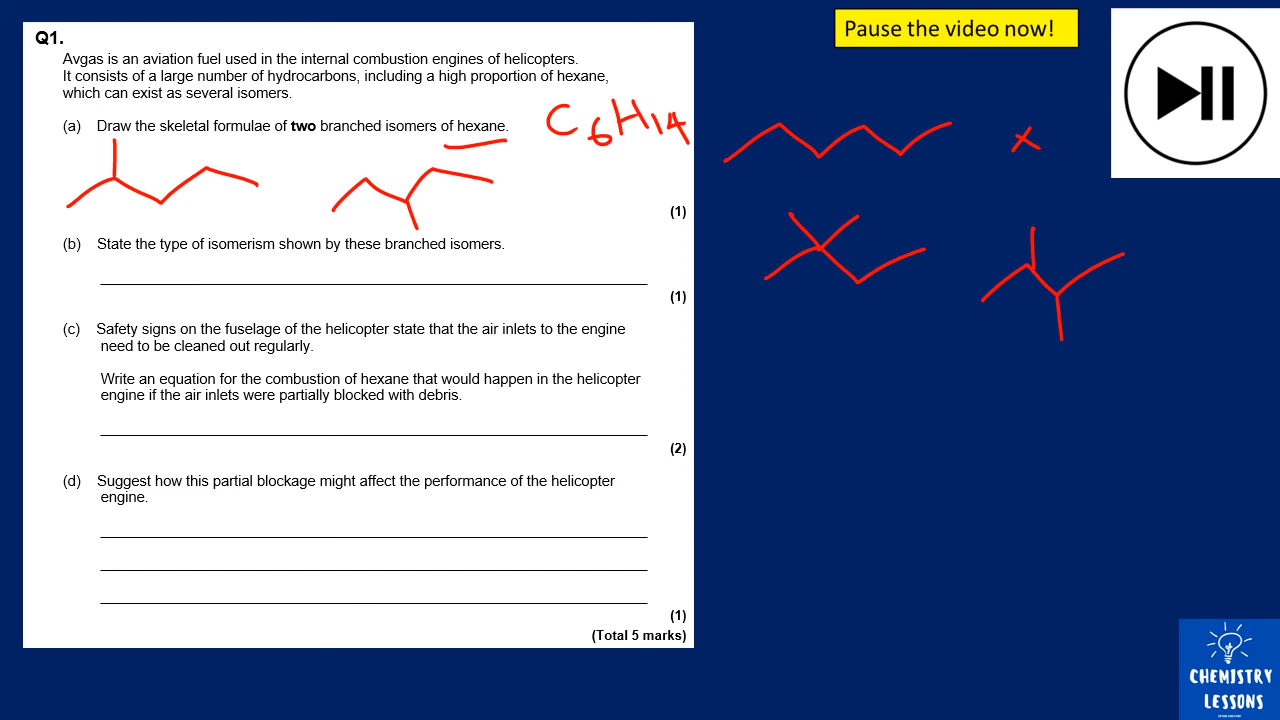 Q1.
Avgas is an aviation fuel used in the internal combustion engines of helicopters.
It consists of a large number of hydrocarbons, including a high proportion of hexane,
which can exist as several isomers.
(a) Draw the skeletal formulae of two branched isomers of hexane.
C6H14
(1)
(b) State the type of isomerism shown by these branched isomers.
(1)
(c) Safety signs on the fuselage of the helicopter state that the air inlets to the engine
need to be cleaned out regularly.
Write an equation for the combustion of hexane that would happen in the helicopter
engine if the air inlets were partially blocked with debris.
(2)
(d) Suggest how this partial blockage might affect the performance of the helicopter
engine.
(1)
(Total 5 marks)
Pause the video now!
x
CHEMISTRY
LESSONS